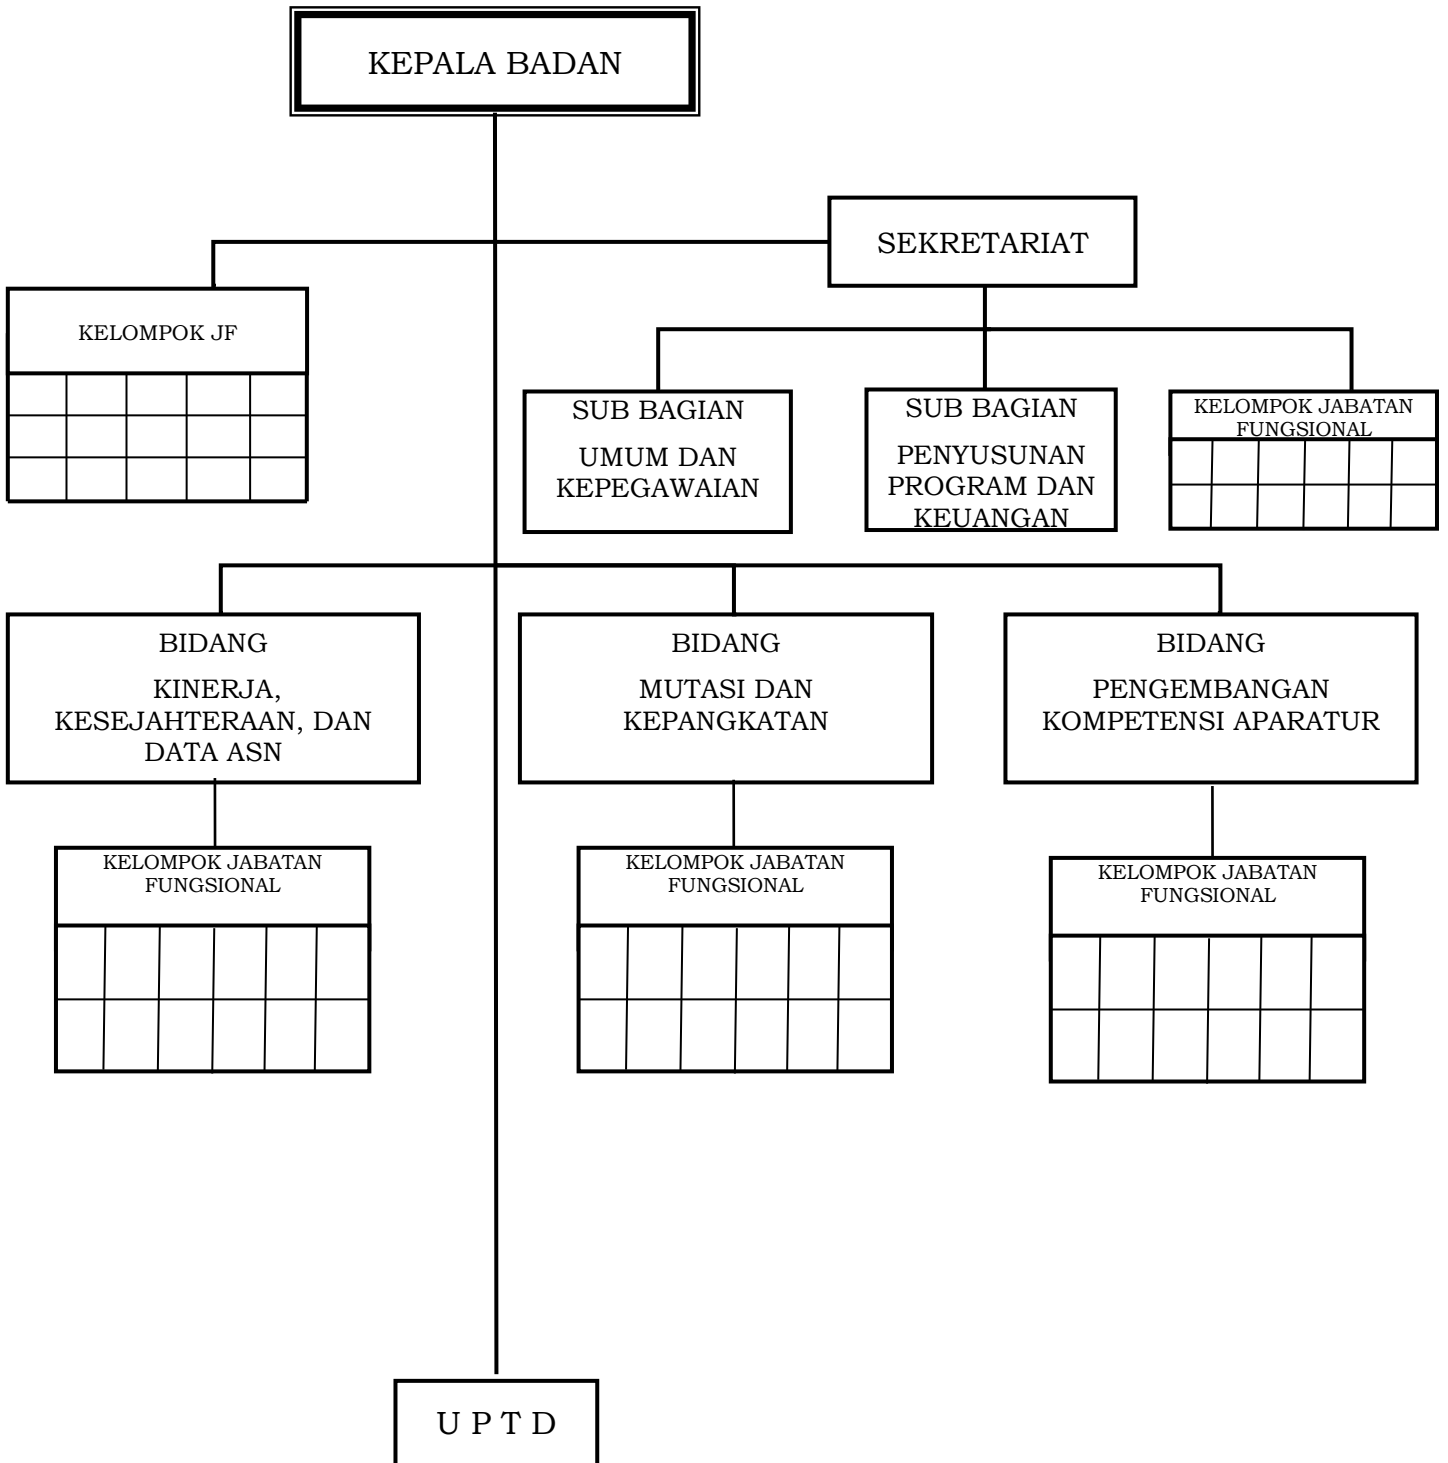 KEPALA BADAN
SEKRETARIAT
KELOMPOK JF
SUB BAGIAN
UMUM DAN
KEPEGAWAIAN
SUB BAGIAN
PENYUSUNAN
PROGRAM DAN
KEUANGAN
KELOMPOK JABATAN
FUNGSIONAL
BIDANG
KINERJA,
KESEJAHTERAAN, DAN
DATA ASN
BIDANG
MUTASI DAN
KEPANGKATAN
BIDANG
PENGEMBANGAN
KOMPETENSI APARATUR
KELOMPOK JABATAN
FUNGSIONAL
KELOMPOK JABATAN
FUNGSIONAL
KELOMPOK JABATAN
FUNGSIONAL
U P T D